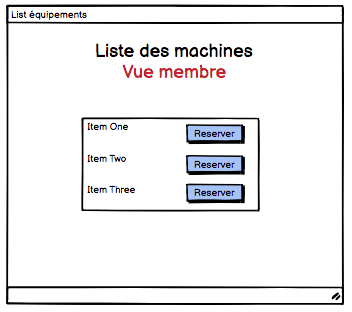 List équipements
Liste des machines
Vue membre
Item One
Reserver
Item Two
Reserver
Item Three
Reserver